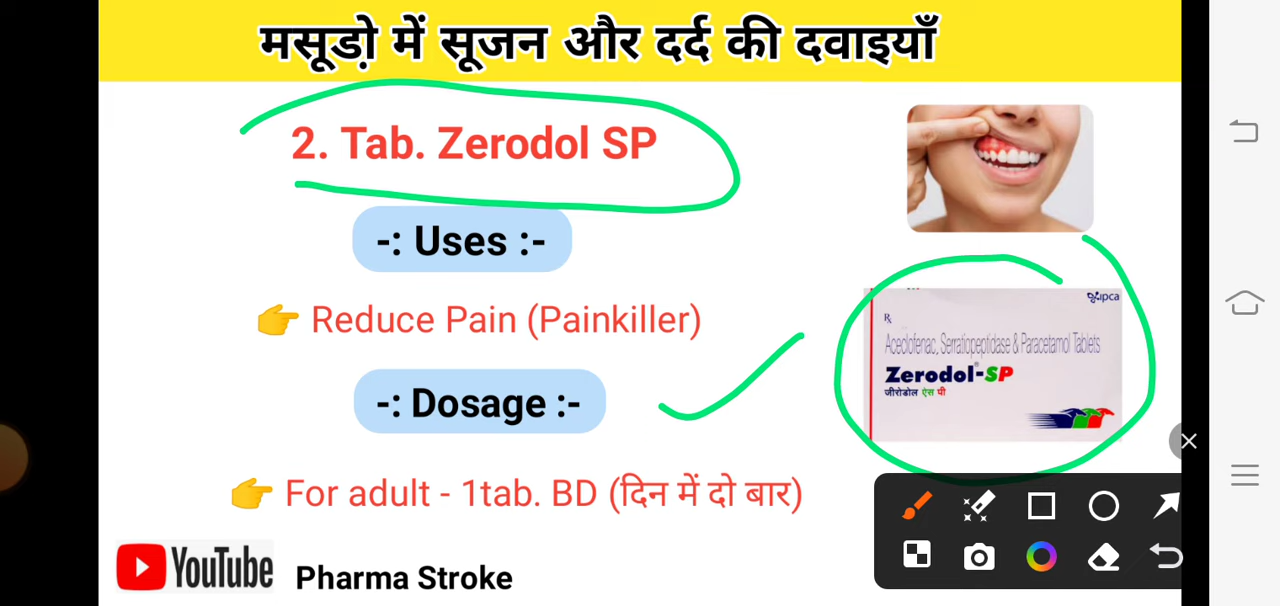 मसूड़ो में सूजन और दर्द की दवाइयाँ
2. Tab. Zerodol SP
-: Uses :-
👉 Reduce Pain (Painkiller)
ipca
Rx
Aceclofenac, Serratiopeptidase & Paracetamol Tablets
Zerodol-SP
जीरोडोल ऐस पी
-: Dosage :-
👉 For adult - 1tab. BD (दिन में दो बार)
YouTube Pharma Stroke